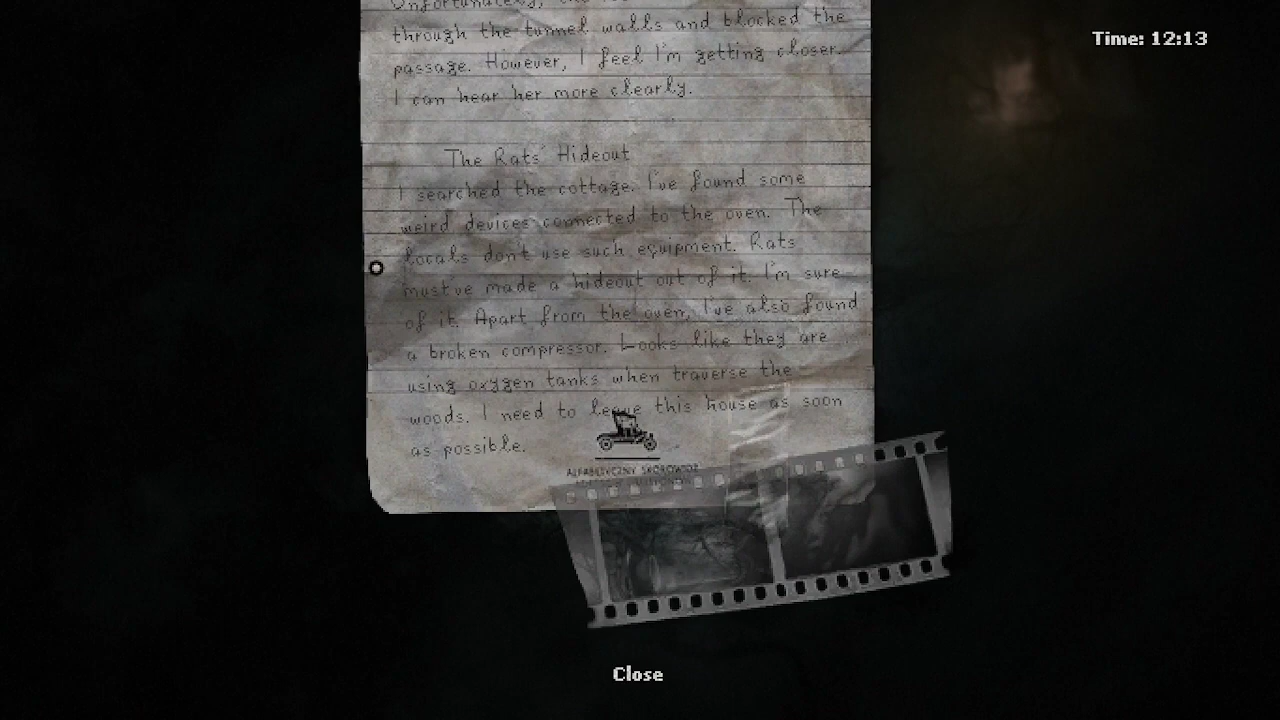 Unfortunately, the
through the tunnel walls and blocked the
passage. However, I feel I'm getting closer.
I can hear her more clearly.
The Rats' Hideout
I searched the cottage. I've found some
weird devices connected to the oven. The
locals don't use such equipment. Rats
must've made a hideout out of it. I'm sure
of it. Apart from the oven, I've also found
a broken compressor. Looks like they are
using oxygen tanks when traverse the
woods. I need to leave this house as soon
as possible.
ALFABETYCZNY SKOROWIDZ
Time: 12:13
Close